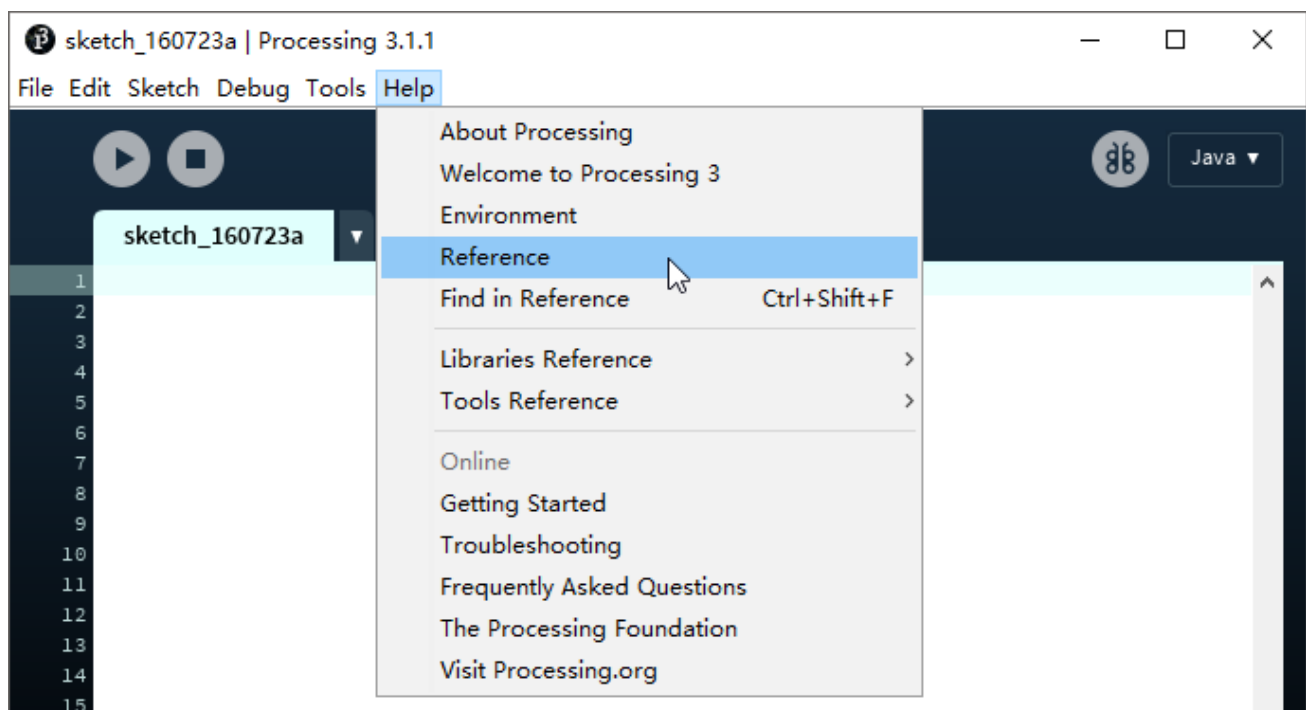 sketch_160723a | Processing 3.1.1
File Edit Sketch Debug Tools Help
Java
sketch_160723a
About Processing
Welcome to Processing 3
Environment
Reference
Find in Reference Ctrl+Shift+F
Libraries Reference
Tools Reference
Online
Getting Started
Troubleshooting
Frequently Asked Questions
The Processing Foundation
Visit Processing.org
1
2
3
4
5
6
7
8
9
10
11
12
13
14
15